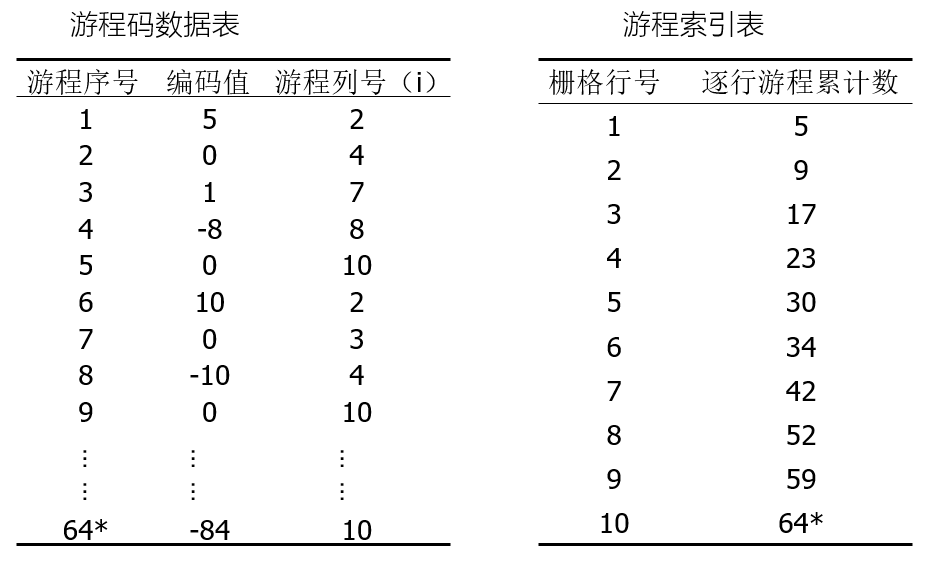 游程码数据表
游程序号 编码值 游程列号（i）
1 5 2
2 0 4
3 1 7
4 -8 8
5 0 10
6 10 2
7 0 3
8 -10 4
9 0 10
⋮ ⋮ ⋮
⋮ ⋮ ⋮
64* -84 10
游程索引表
栅格行号 逐行游程累计数
1 5
2 9
3 17
4 23
5 30
6 34
7 42
8 52
9 59
10 64*